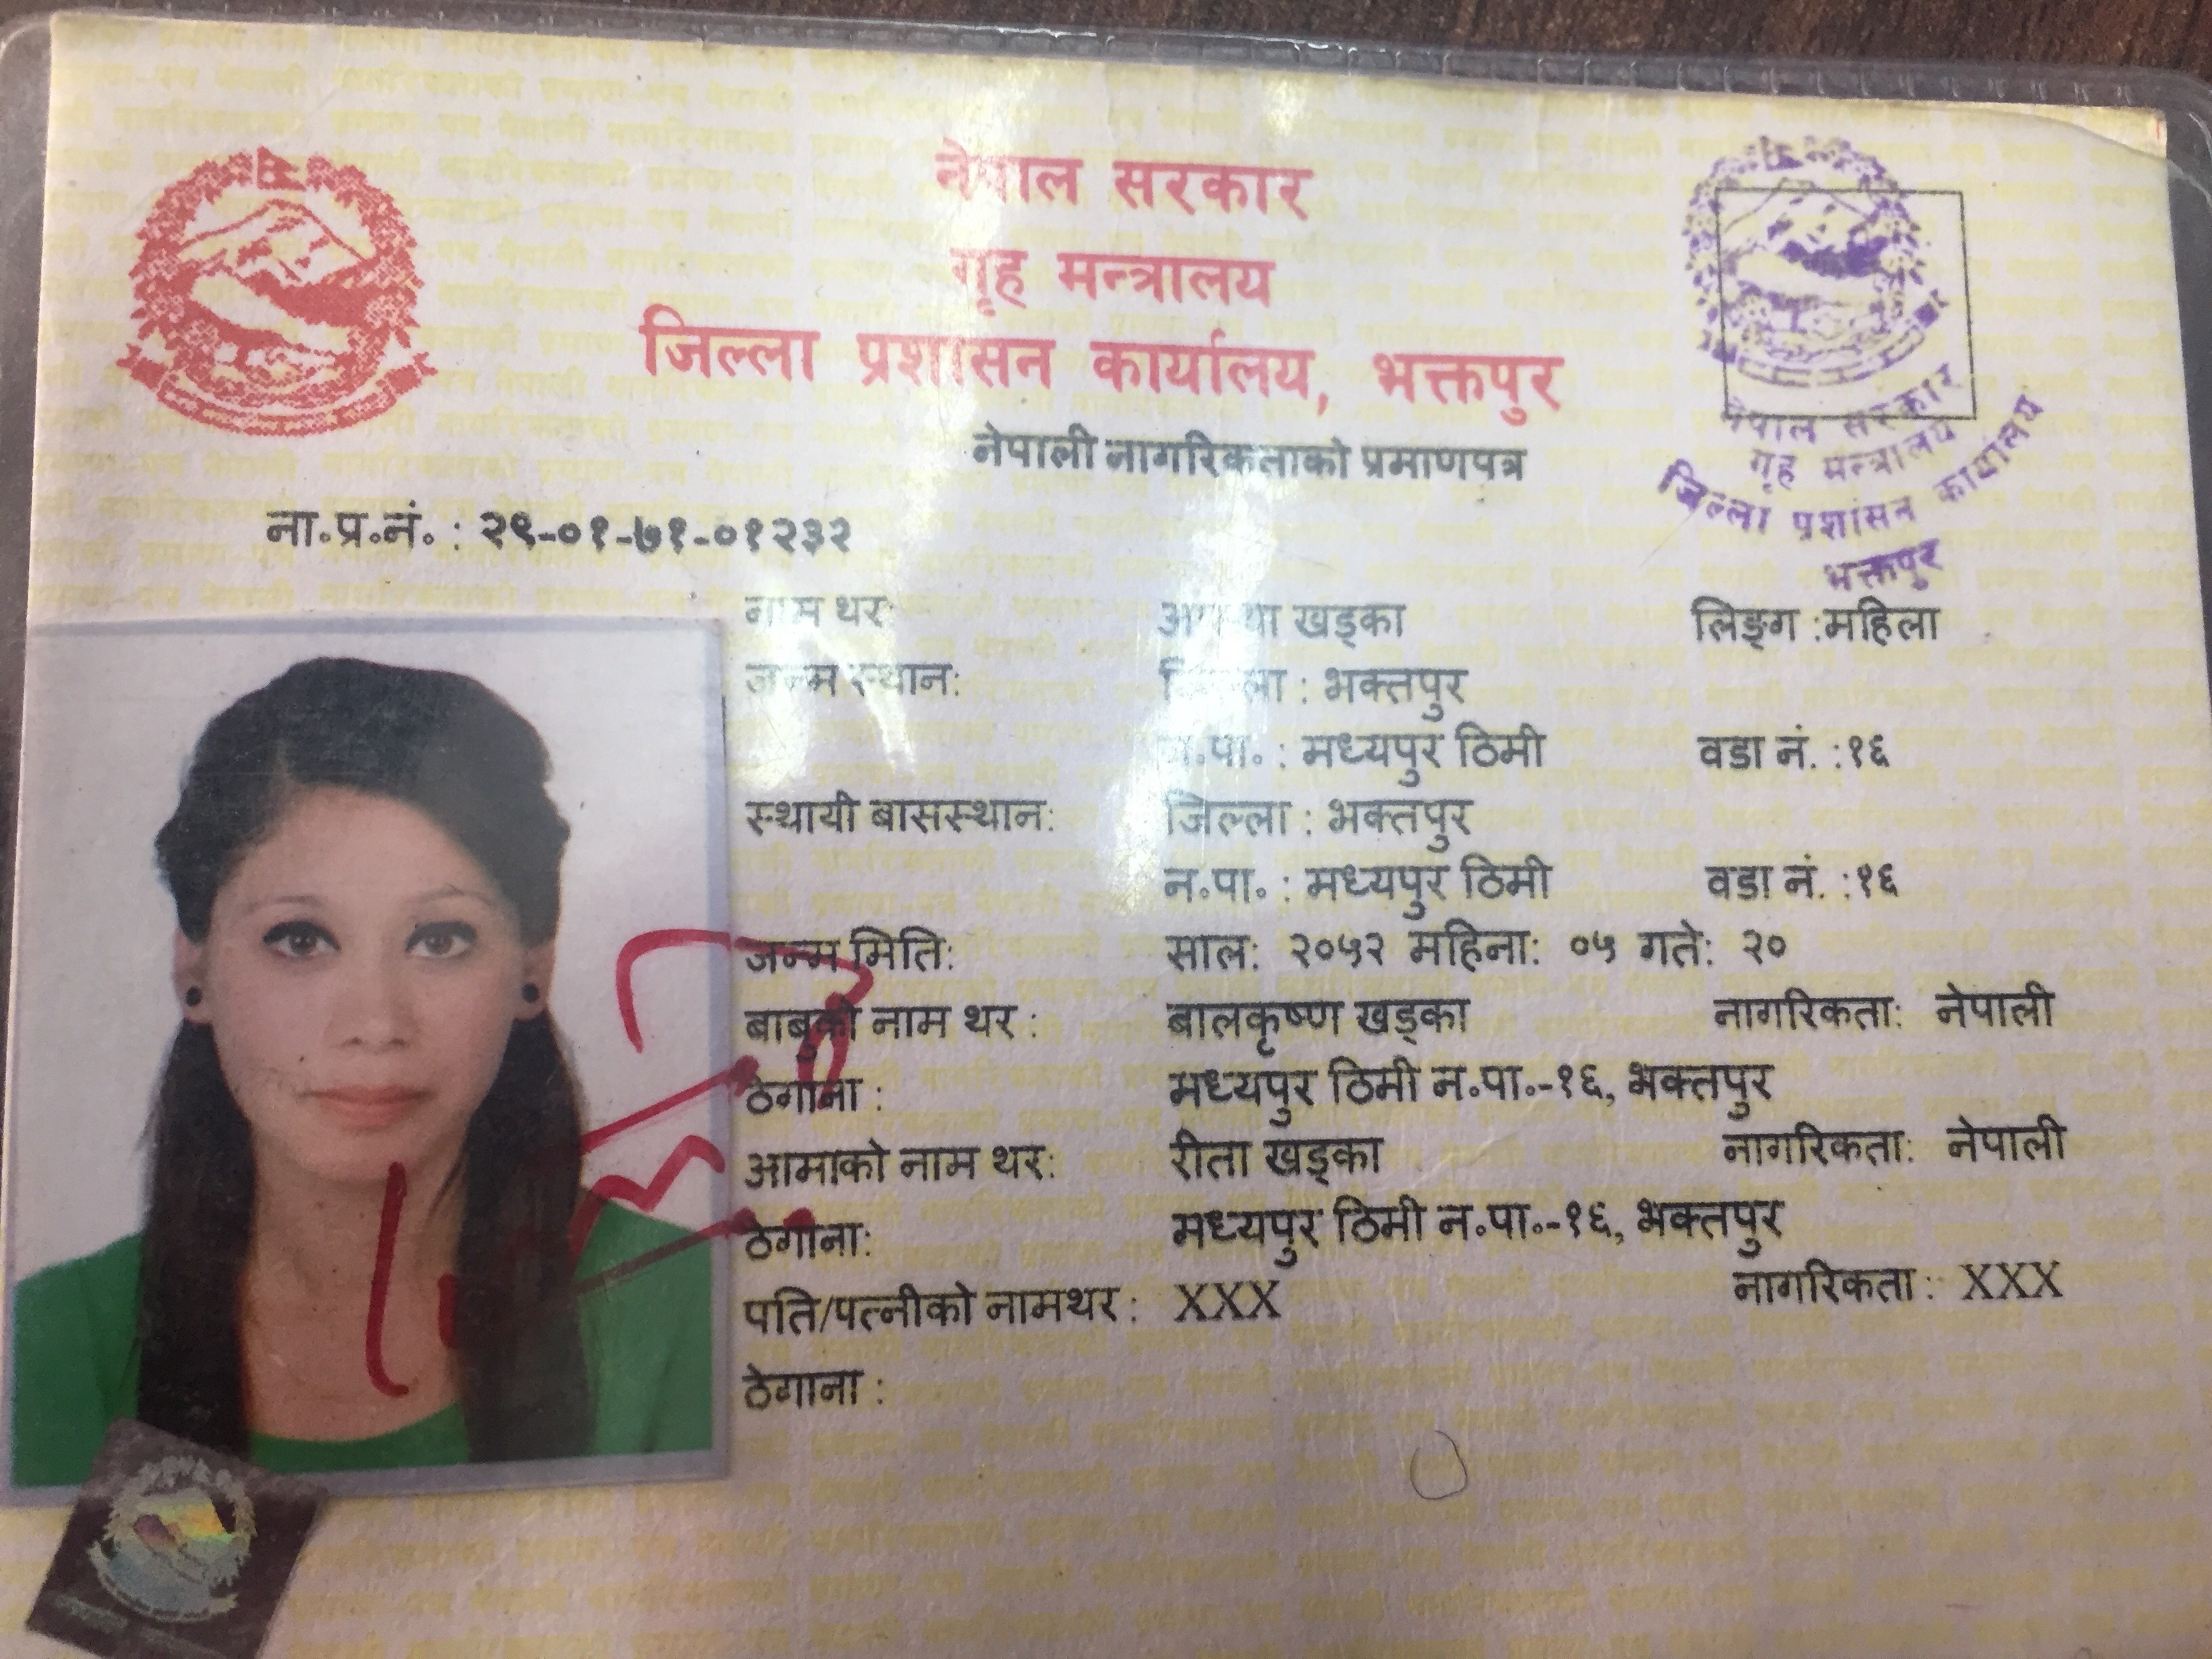 नेपाल सरकार
गृह मन्त्रालय
जिल्ला प्रशासन कार्यालय, भक्तपुर
नेपाली नागरिकताको प्रमाणपत्र
ना.प्र.नं. : २९-०१-७१-०१२३२
नेपाल सरकार
गृह मन्त्रालय
जिल्ला प्रशासन कार्यालय
भक्तपुर
नाम थर: खड्का लिङ्ग :महिला
जन्म स्थान: जिल्ला : भक्तपुर
न.पा. : मध्यपुर ठिमी वडा नं. :१६
स्थायी बासस्थान: जिल्ला : भक्तपुर
न.पा. : मध्यपुर ठिमी वडा नं. :१६
जन्म मिति: साल: २०५२ महिना: ०५ गते: २०
बाबुको नाम थर : बालकृष्ण खड्का नागरिकता: नेपाली
ठेगाना : मध्यपुर ठिमी न.पा.-१६, भक्तपुर
आमाको नाम थर: रीता खड्का नागरिकता: नेपाली
ठेगाना: मध्यपुर ठिमी न.पा.-१६, भक्तपुर
पति/पत्नीको नामथर : XXX नागरिकता : XXX
ठेगाना :